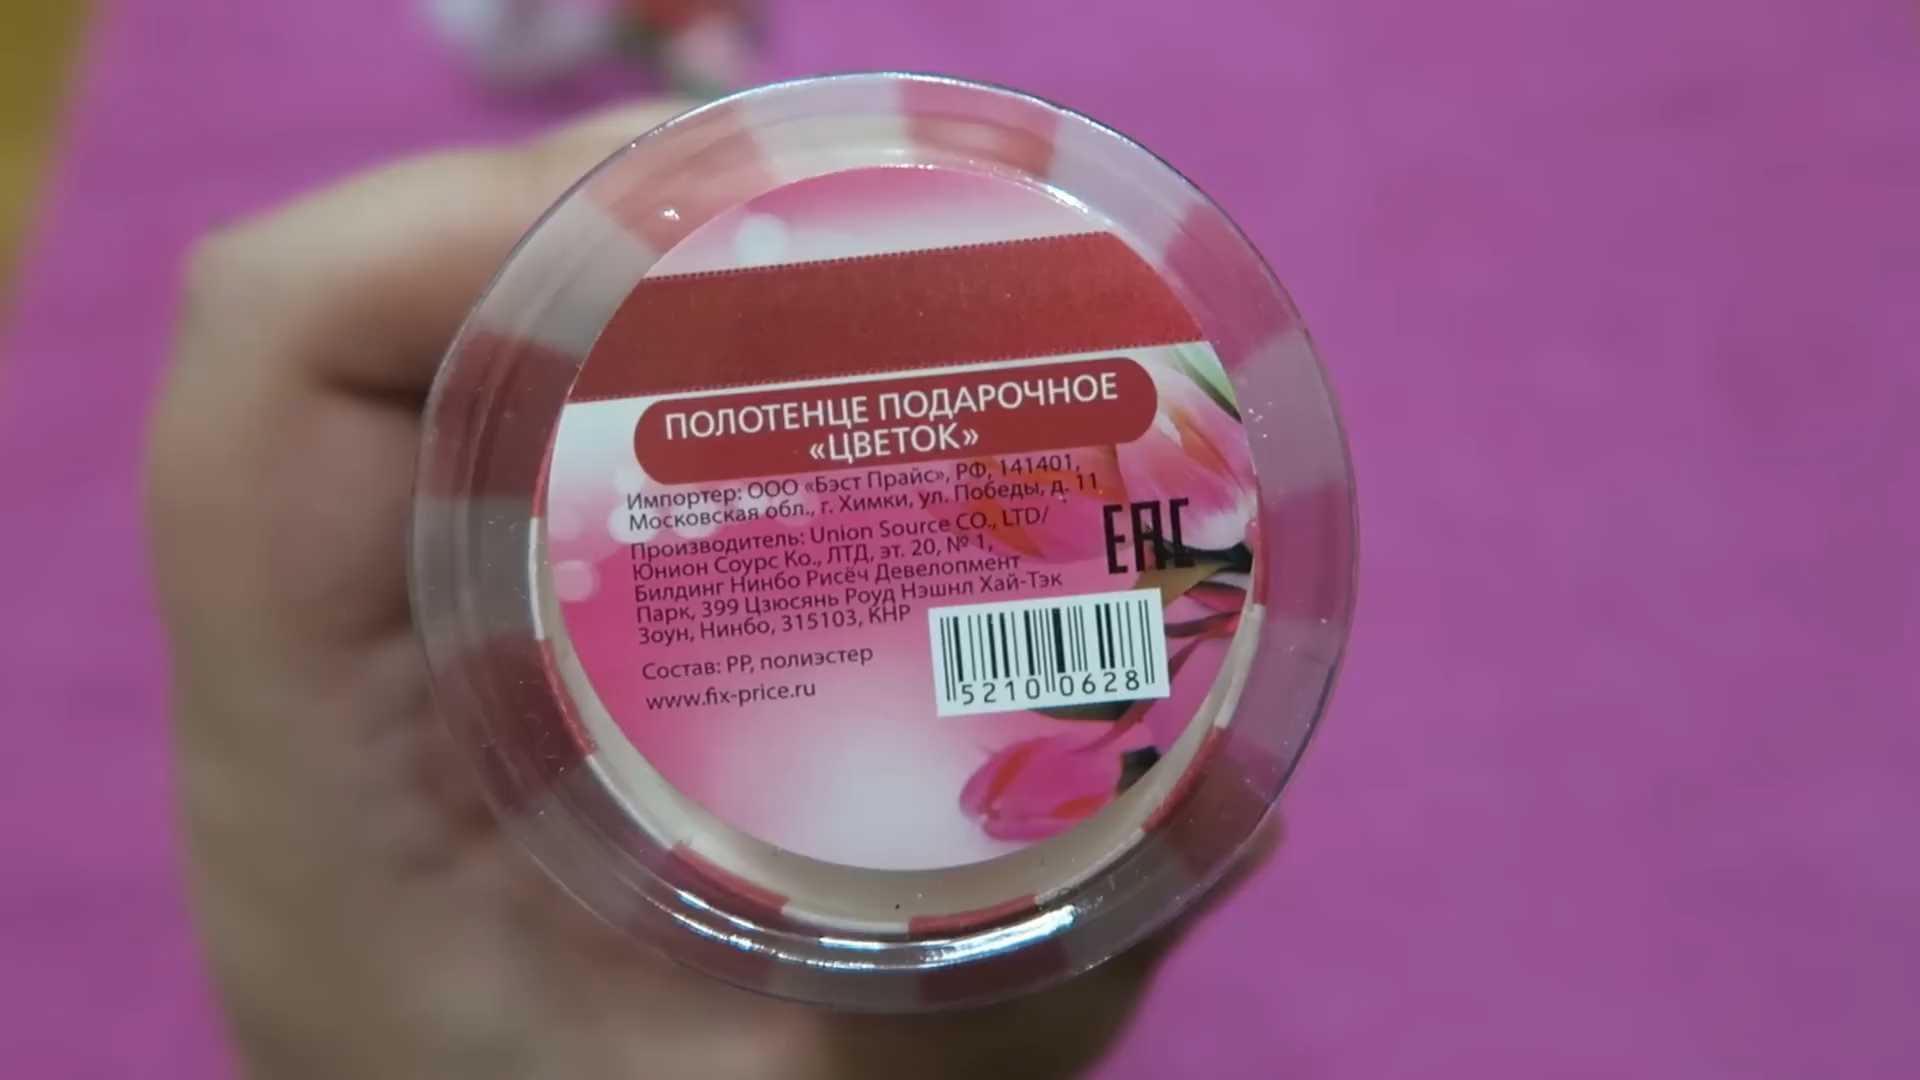 ПОЛОТЕНЦЕ ПОДАРОЧНОЕ
«ЦВЕТОК»
Импортер: ООО «Бэст Прайс», РФ, 141401,
Московская обл., г. Химки, ул. Победы, д. 11
Производитель: Union Source CO., LTD/
Юнион Соурс Ко., ЛТД, эт. 20, № 1,
Билдинг Нинбо Рисёч Девелопмент
Парк, 399 Цзюсянь Роуд Нэшнл Хай-Тэк
Зоун, Нинбо, 315103, КНР
EAC
Состав: PP, полиэстер
www.fix-price.ru
52100628